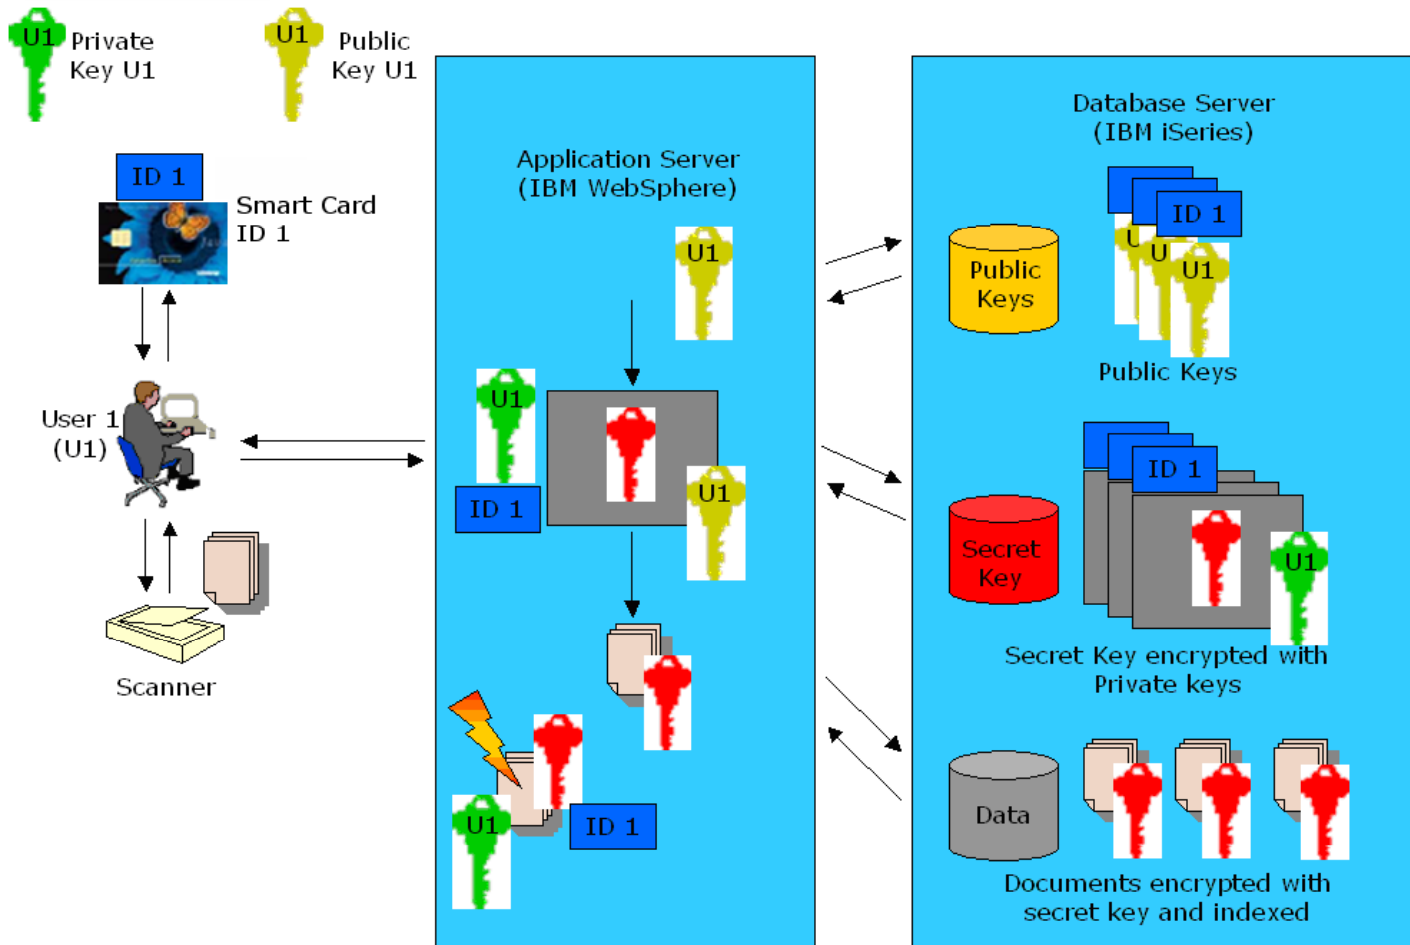 U1
Private
Key U1
U1
Public
Key U1
ID 1
Smart Card
ID 1
User 1
(U1)
Scanner
Application Server
(IBM WebSphere)
U1
U1
ID 1
U1
U1
ID 1
Database Server
(IBM iSeries)
Public
Keys
ID 1
U
U
U1
Public Keys
Secret
Key
ID 1
U1
Secret Key encrypted with
Private keys
Data
Documents encrypted with
secret key and indexed